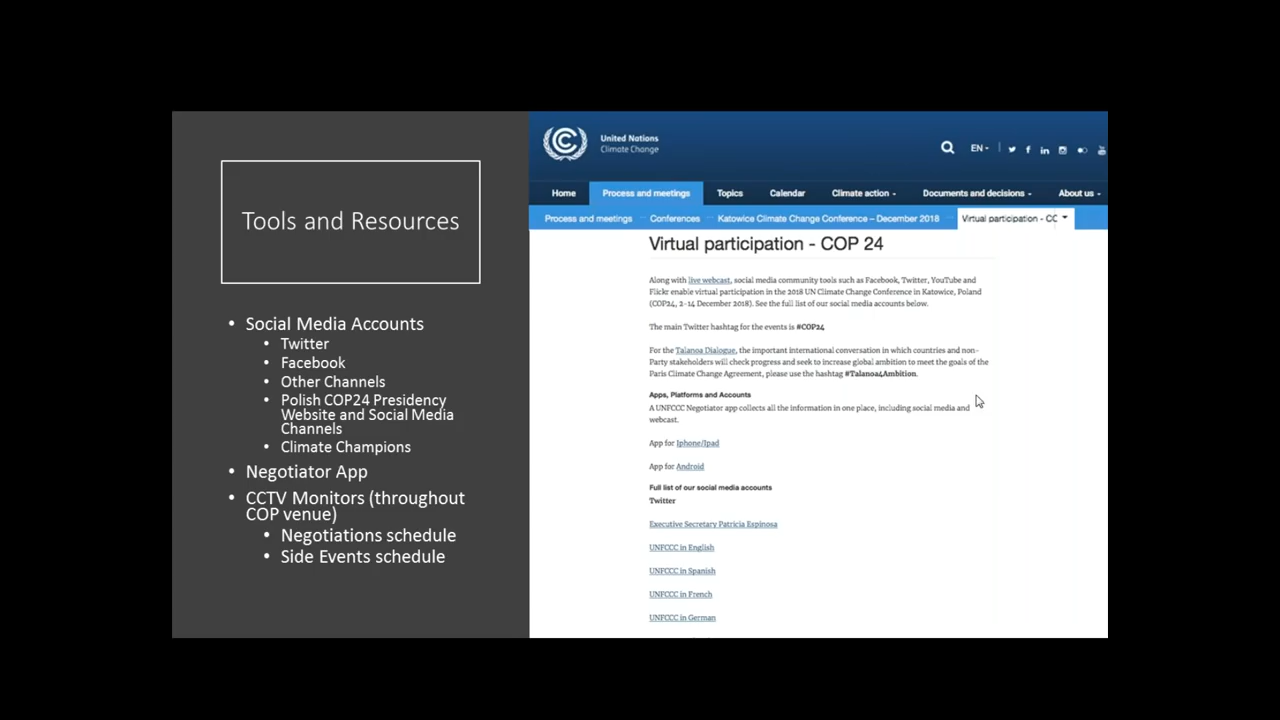 Tools and Resources
• Social Media Accounts
• Twitter
• Facebook
• Other Channels
• Polish COP24 Presidency
Website and Social Media
Channels
• Climate Champions
• Negotiator App
• CCTV Monitors (throughout
COP venue)
• Negotiations schedule
• Side Events schedule
United Nations
Climate Change
EN
Home Process and meetings Topics Calendar Climate action Documents and decisions About us
Process and meetings Conferences Katowice Climate Change Conference – December 2018 Virtual participation - CC
Virtual participation - COP 24
Along with live webcast, social media community tools such as Facebook, Twitter, YouTube and
Flickr enable virtual participation in the 2018 UN Climate Change Conference in Katowice, Poland
(COP24, 2-14 December 2018). See the full list of our social media accounts below.
The main Twitter hashtag for the events is #COP24
For the Talanoa Dialogue, the important international conversation in which countries and non-
Party stakeholders will check progress and seek to increase global ambition to meet the goals of the
Paris Climate Change Agreement, please use the hashtag #Talanoa4Ambition.
Apps, Platforms and Accounts
A UNFCCC Negotiator app collects all the information in one place, including social media and
webcast.
App for Iphone/Ipad
App for Android
Full list of our social media accounts
Twitter
Executive Secretary Patricia Espinosa
UNFCCC in English
UNFCCC in Spanish
UNFCCC in French
UNFCCC in German